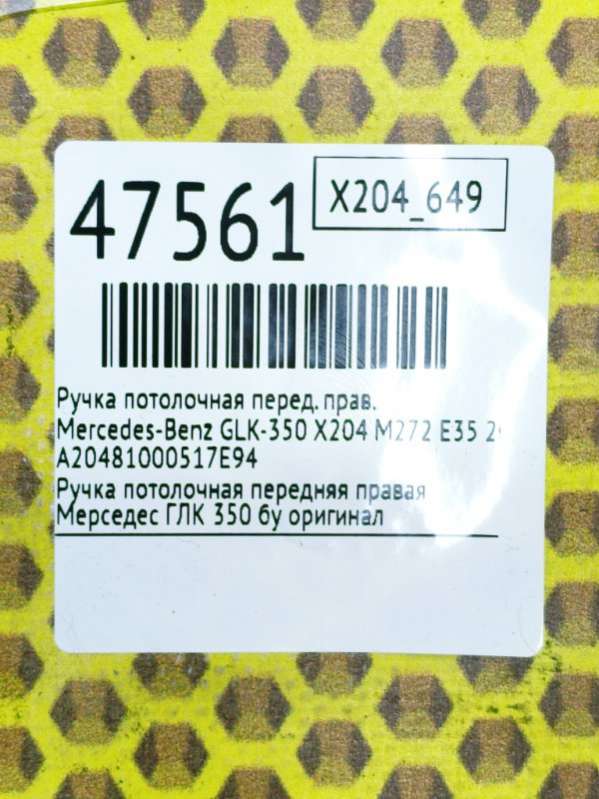 47561
X204_649
Ручка потолочная перед. прав.
Mercedes-Benz GLK-350 X204 M272 E35 2
A20481000517E94
Ручка потолочная передняя правая
Мерседес ГЛК 350 бу оригинал